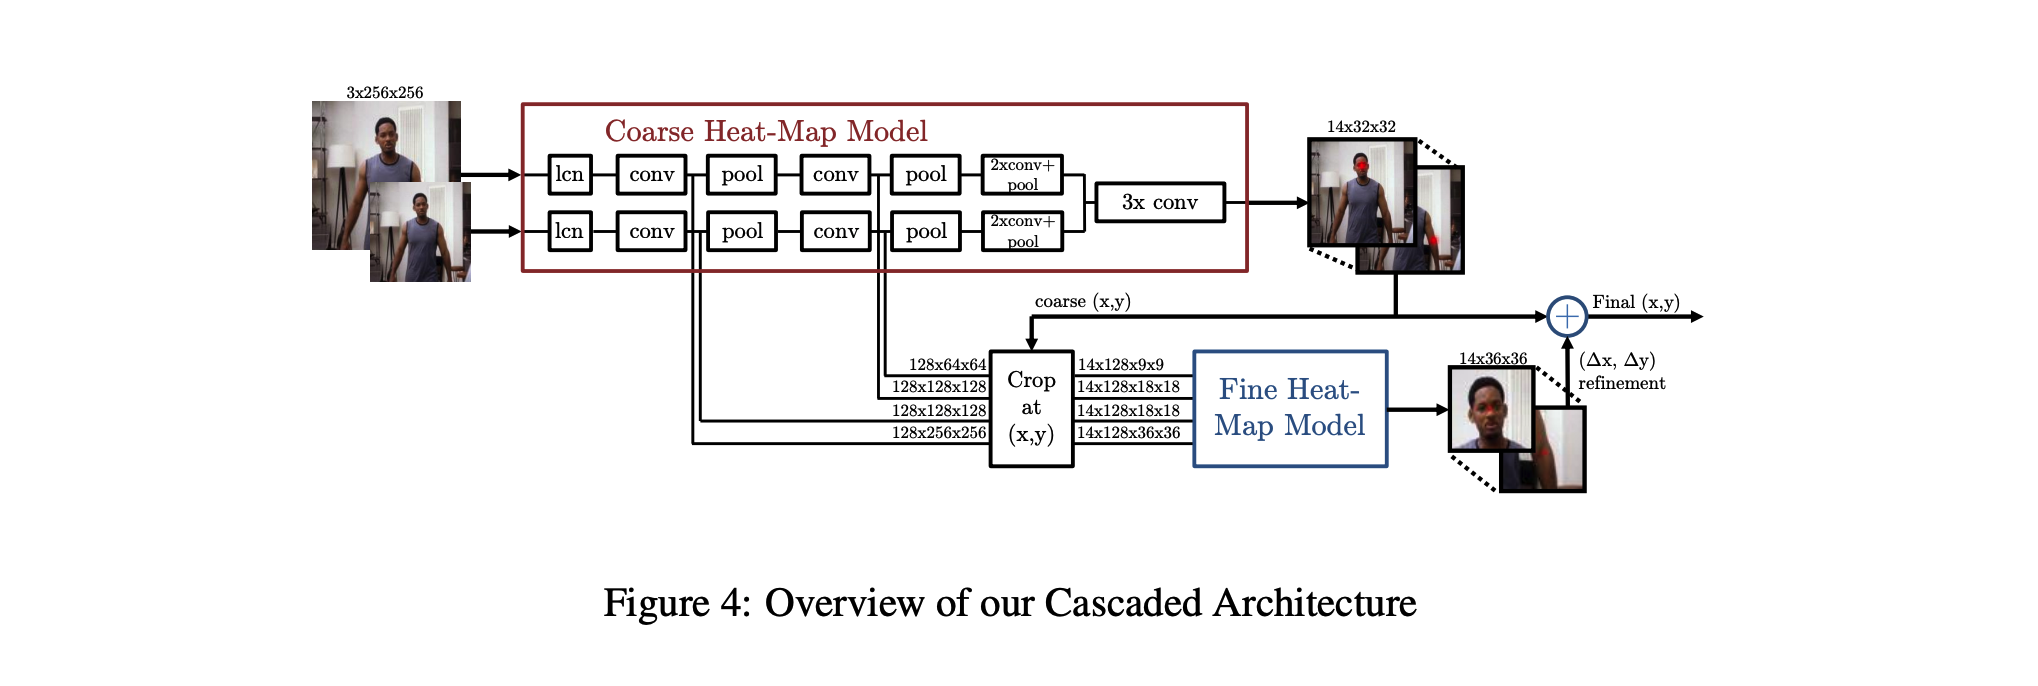 3x256x256
Coarse Heat-Map Model
lcn
conv
pool
conv
pool
2xconv+
pool
lcn
conv
pool
conv
pool
2xconv+
pool
3x conv
14x32x32
coarse (x,y)
Final (x,y)
128x64x64
128x128x128
128x128x128
128x256x256
Crop
at
(x,y)
14x128x9x9
14x128x18x18
14x128x18x18
14x128x36x36
Fine Heat-
Map Model
14x36x36
(Δx, Δy)
refinement
Figure 4: Overview of our Cascaded Architecture